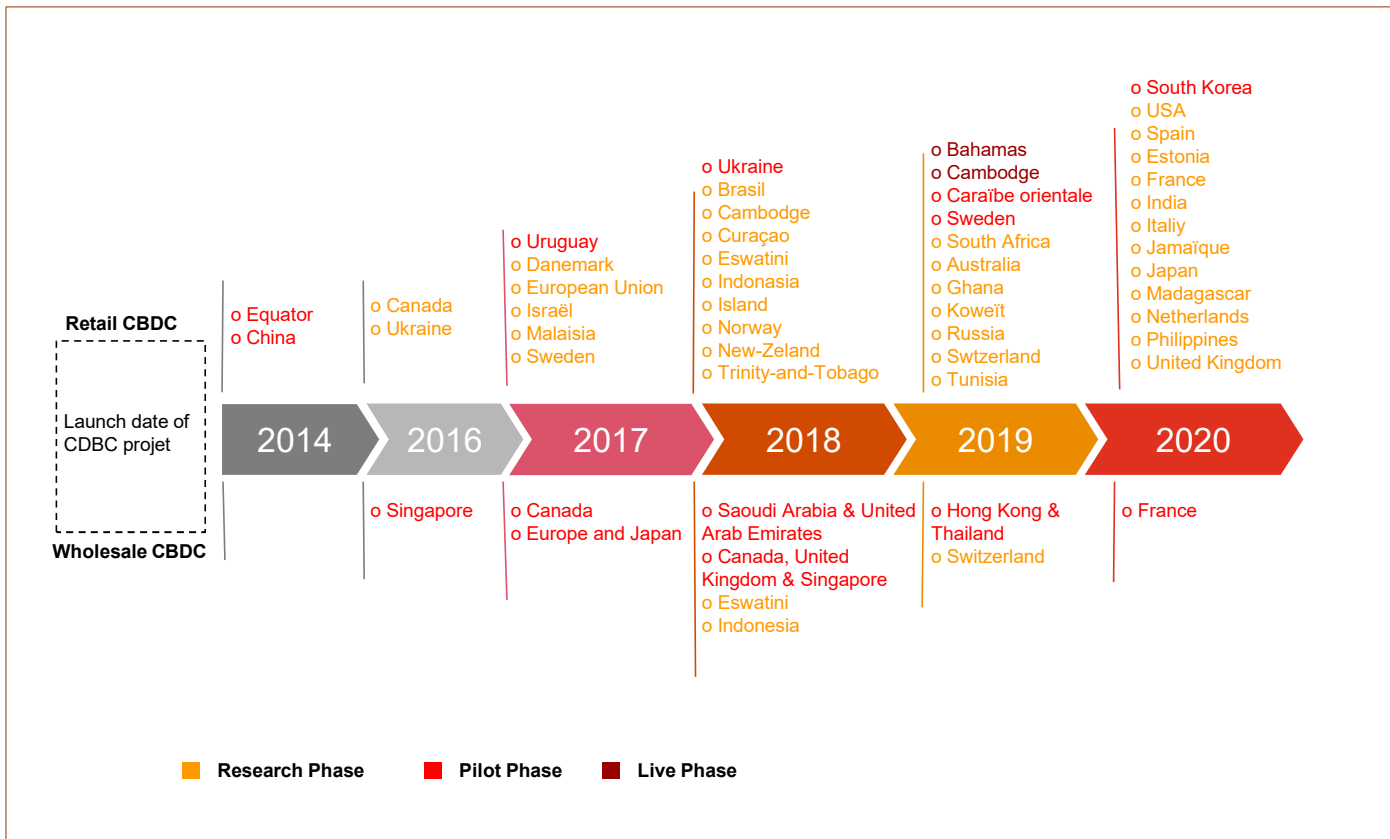 Retail CBDC
Launch date of
CDBC projet
Wholesale CBDC
o Equator
o China
o Canada
o Ukraine
o Uruguay
o Danemark
o European Union
o Israël
o Malaisia
o Sweden
o Ukraine
o Brasil
o Cambodge
o Curaçao
o Eswatini
o Indonasia
o Island
o Norway
o New-Zeland
o Trinity-and-Tobago
o Bahamas
o Cambodge
o Caraïbe orientale
o Sweden
o South Africa
o Australia
o Ghana
o Koweït
o Russia
o Swtzerland
o Tunisia
o South Korea
o USA
o Spain
o Estonia
o France
o India
o Italiy
o Jamaïque
o Japan
o Madagascar
o Netherlands
o Philippines
o United Kingdom
2014
2016
2017
2018
2019
2020
o Singapore
o Canada
o Europe and Japan
o Saoudi Arabia & United
Arab Emirates
o Canada, United
Kingdom & Singapore
o Eswatini
o Indonesia
o Hong Kong &
Thailand
o Switzerland
o France
Research Phase
Pilot Phase
Live Phase